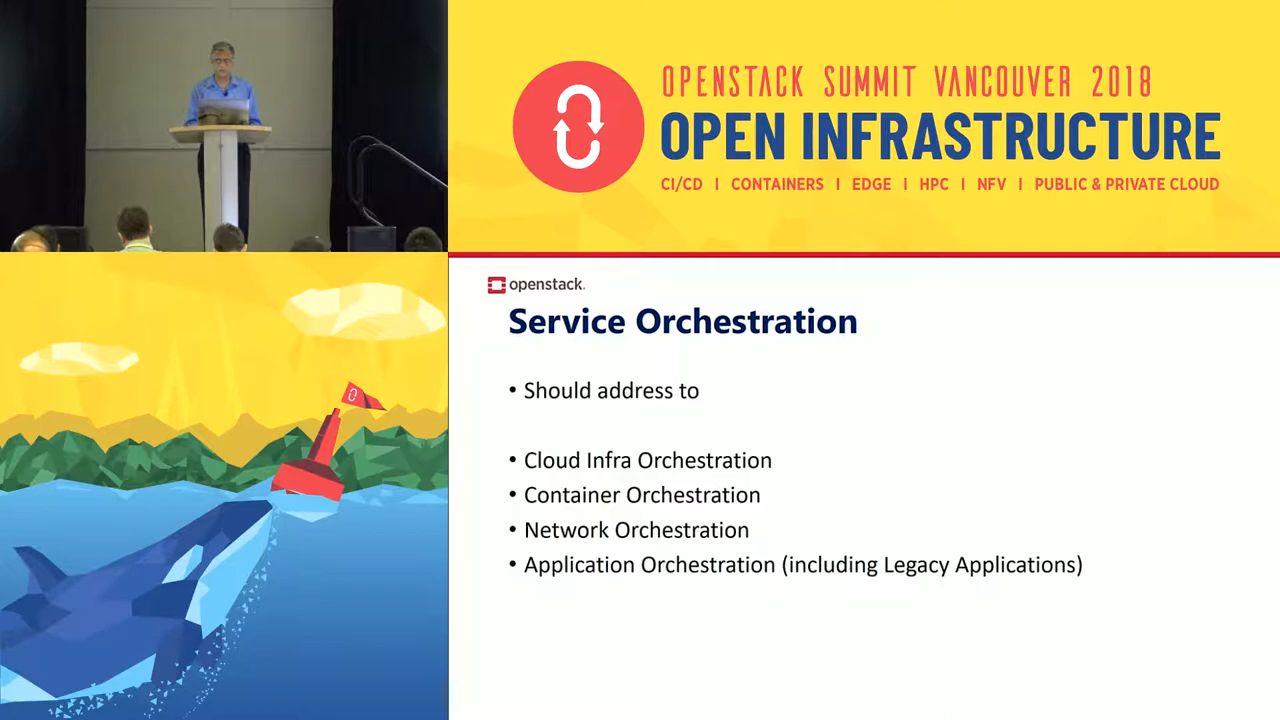 OPENSTACK SUMMIT VANCOUVER 2018
OPEN INFRASTRUCTURE
CI/CD | CONTAINERS | EDGE | HPC | NFV | PUBLIC & PRIVATE CLOUD
openstack.
Service Orchestration
• Should address to
• Cloud Infra Orchestration
• Container Orchestration
• Network Orchestration
• Application Orchestration (including Legacy Applications)